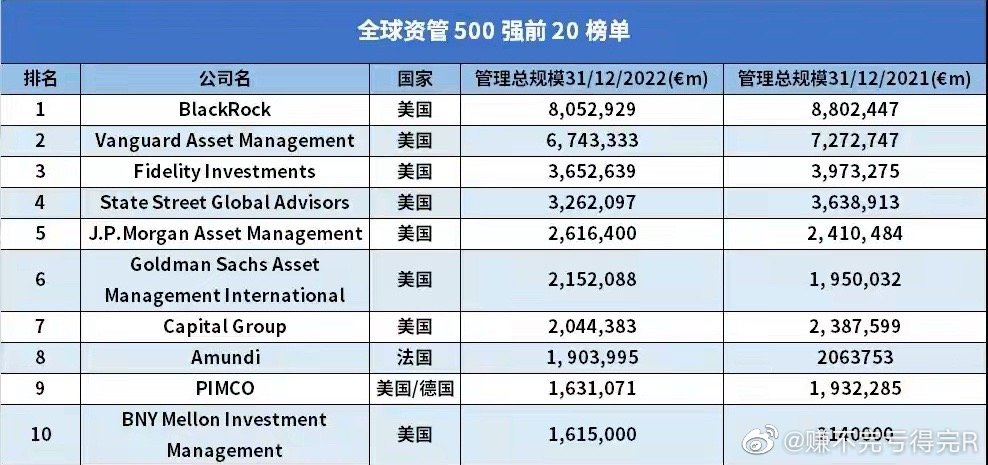 全球资管 500 强前 20 榜单
排名 公司名 国家 管理总规模31/12/2022(€m) 管理总规模31/12/2021(€m)
1 BlackRock 美国 8,052,929 8,802,447
2 Vanguard Asset Management 美国 6,743,333 7,272,747
3 Fidelity Investments 美国 3,652,639 3,973,275
4 State Street Global Advisors 美国 3,262,097 3,638,913
5 J.P.Morgan Asset Management 美国 2,616,400 2,410,484
6 Goldman Sachs Asset
Management International 美国 2,152,088 1,950,032
7 Capital Group 美国 2,044,383 2,387,599
8 Amundi 法国 1,903,995 2063753
9 PIMCO 美国/德国 1,631,071 1,932,285
10 BNY Mellon Investment
Management 美国 1,615,000
@赚不完亏得完R